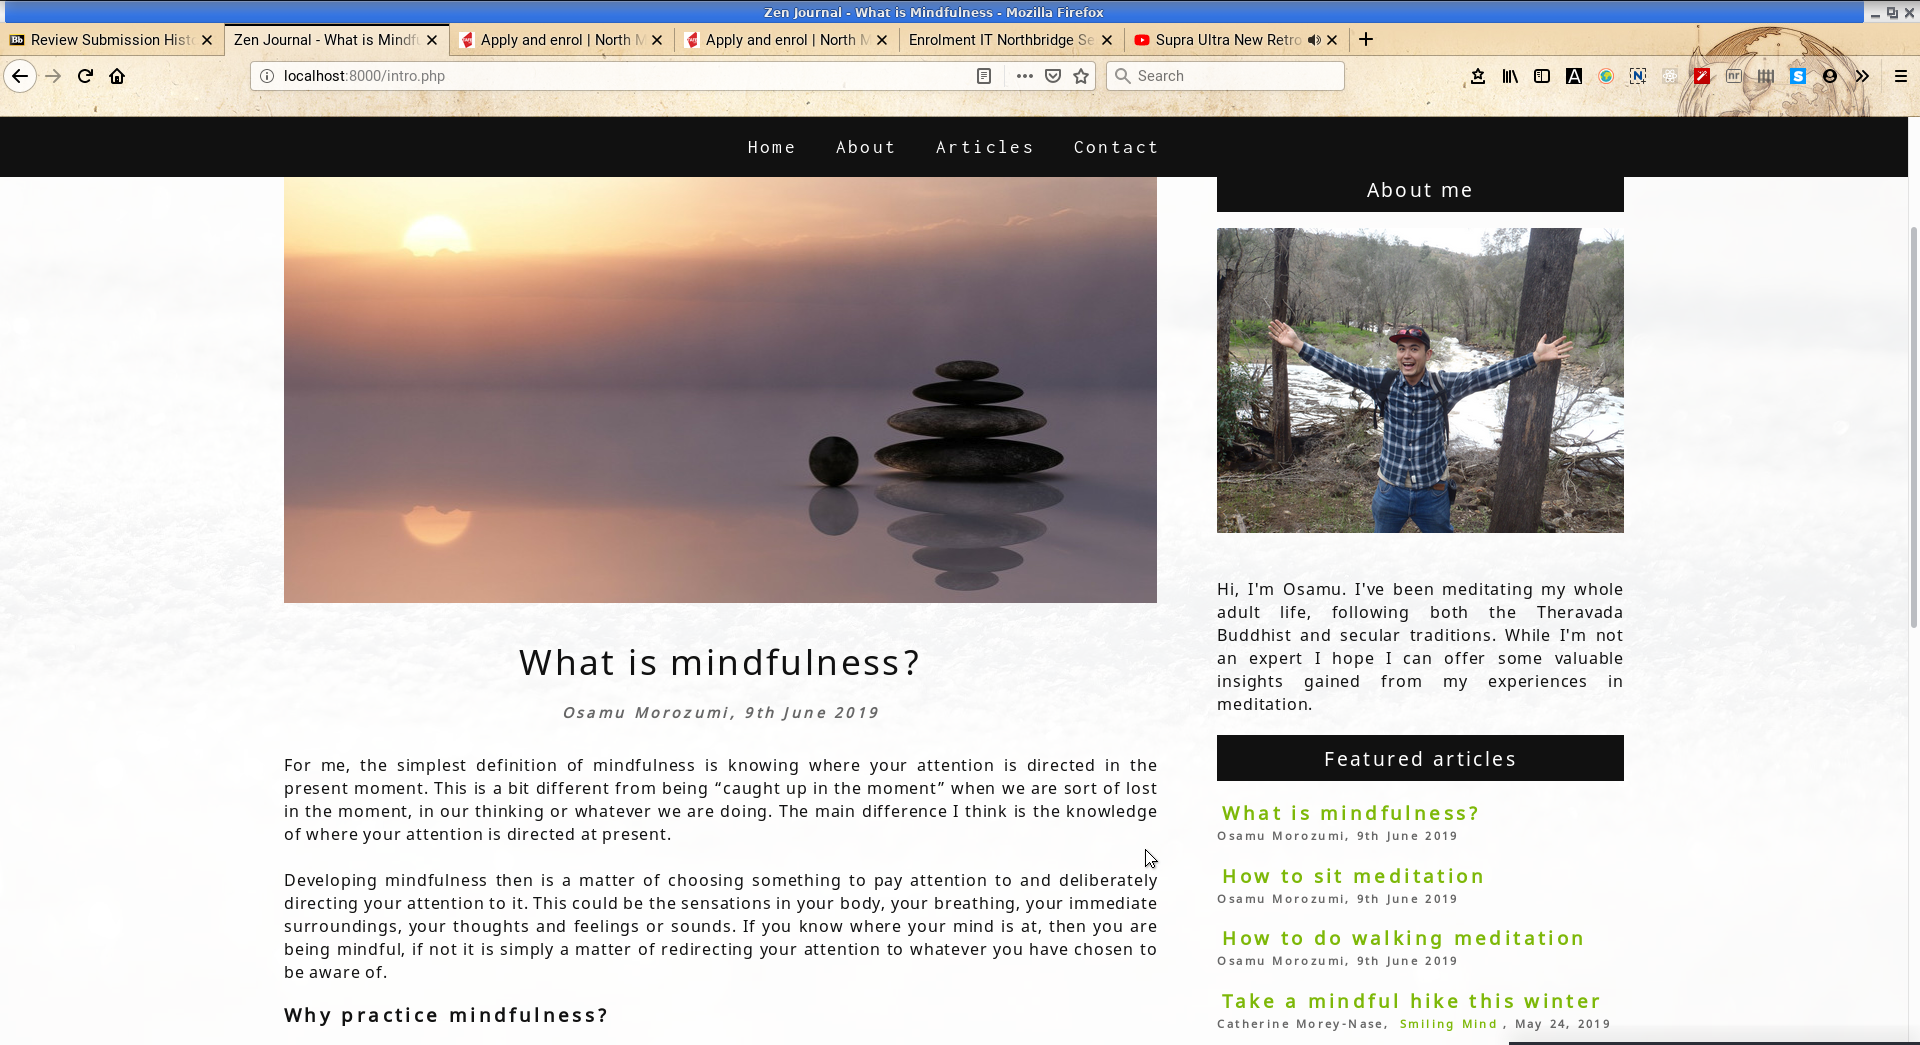 Zen Journal - What is Mindfulness - Mozilla Firefox
Bb Review Submission Histo
Zen Journal - What is Mindfu
Apply and enrol | North M
Apply and enrol | North M
Enrolment IT Northbridge Se
Supra Ultra New Retro
localhost:8000/intro.php
Search
Home About Articles Contact
About me
Hi, I'm Osamu. I've been meditating my whole
adult life, following both the Theravada
Buddhist and secular traditions. While I'm not
an expert I hope I can offer some valuable
insights gained from my experiences in
meditation.
What is mindfulness?
Osamu Morozumi, 9th June 2019
For me, the simplest definition of mindfulness is knowing where your attention is directed in the
present moment. This is a bit different from being “caught up in the moment” when we are sort of lost
in the moment, in our thinking or whatever we are doing. The main difference I think is the knowledge
of where your attention is directed at present.
Developing mindfulness then is a matter of choosing something to pay attention to and deliberately
directing your attention to it. This could be the sensations in your body, your breathing, your immediate
surroundings, your thoughts and feelings or sounds. If you know where your mind is at, then you are
being mindful, if not it is simply a matter of redirecting your attention to whatever you have chosen to
be aware of.
Why practice mindfulness?
Featured articles
What is mindfulness?
Osamu Morozumi, 9th June 2019
How to sit meditation
Osamu Morozumi, 9th June 2019
How to do walking meditation
Osamu Morozumi, 9th June 2019
Take a mindful hike this winter
Catherine Morey-Nase, Smiling Mind , May 24, 2019